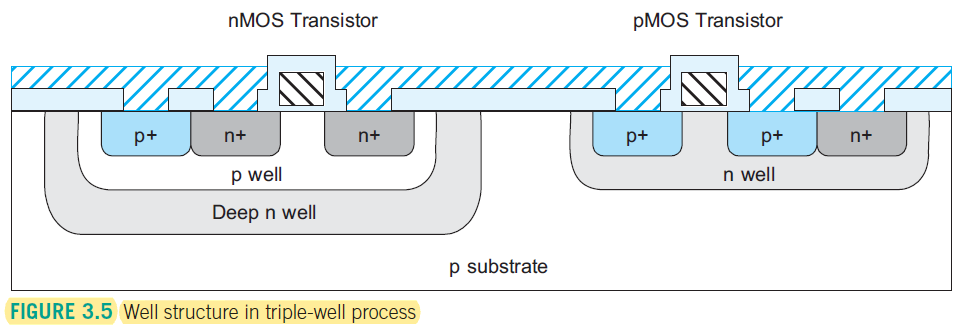 nMOS Transistor
pMOS Transistor
p+
n+
n+
p+
p+
n+
p well
n well
Deep n well
p substrate
FIGURE 3.5 Well structure in triple-well process